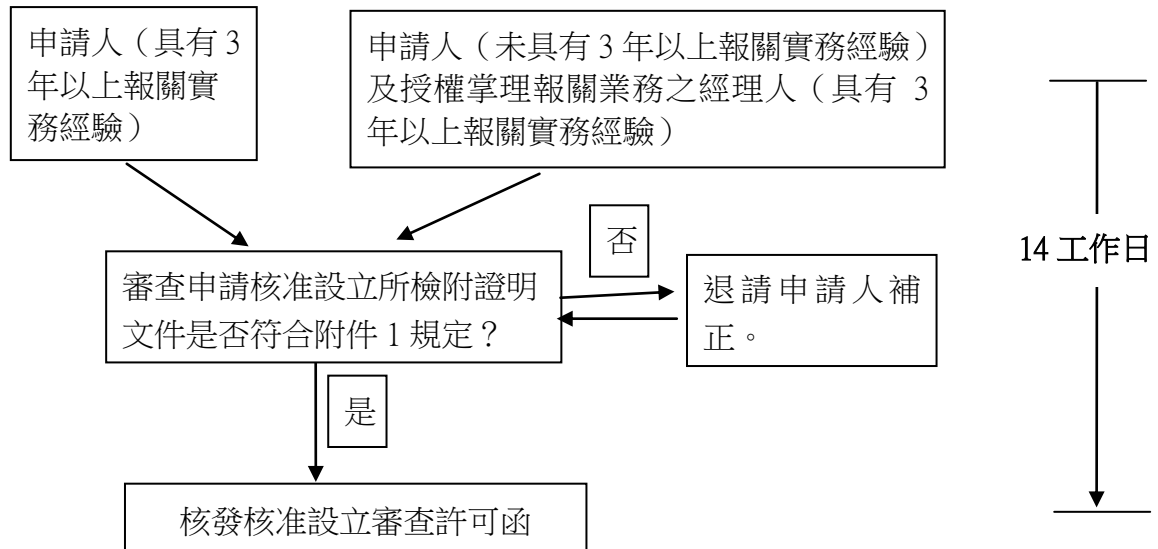 申請人（具有 3
年以上報關實
務經驗）
申請人（未具有 3 年以上報關實務經驗）
及授權掌理報關業務之經理人（具有 3
年以上報關實務經驗）
14 工作日
否
審查申請核准設立所檢附證明
文件是否符合附件 1 規定？
退請申請人補
正。
是
核發核准設立審查許可函